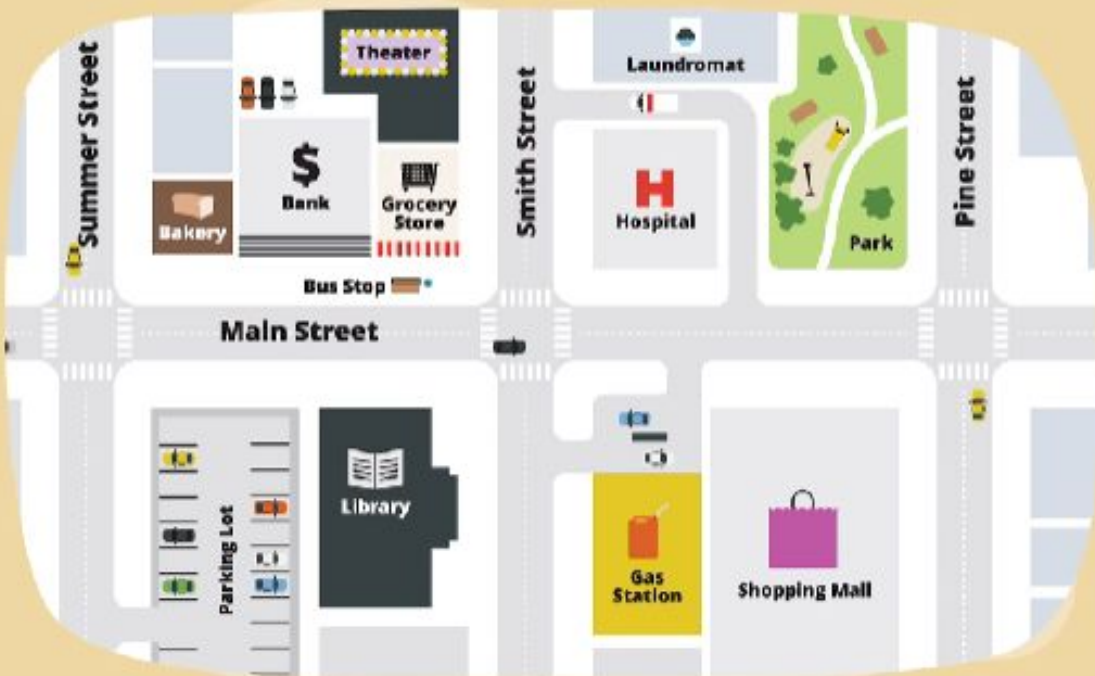 Summer Street
Theater
Laundromat
Smith Street
Pine Street
$
Bank
Grocery
Store
Bakery
H
Hospital
Park
Bus Stop
Main Street
Parking Lot
Library
Gas
Station
Shopping Mall